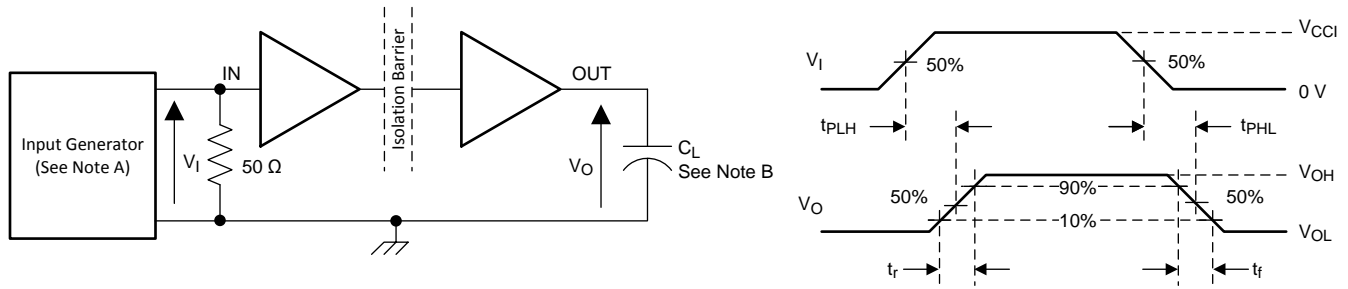 Input Generator
(See Note A)
V_I
IN
50 Ω
Isolation Barrier
OUT
V_O
C_L
See Note B
V_I
50%
50%
V_CCI
0 V
t_PLH
t_PHL
V_O
50%
90%
10%
50%
V_OH
V_OL
t_r
t_f